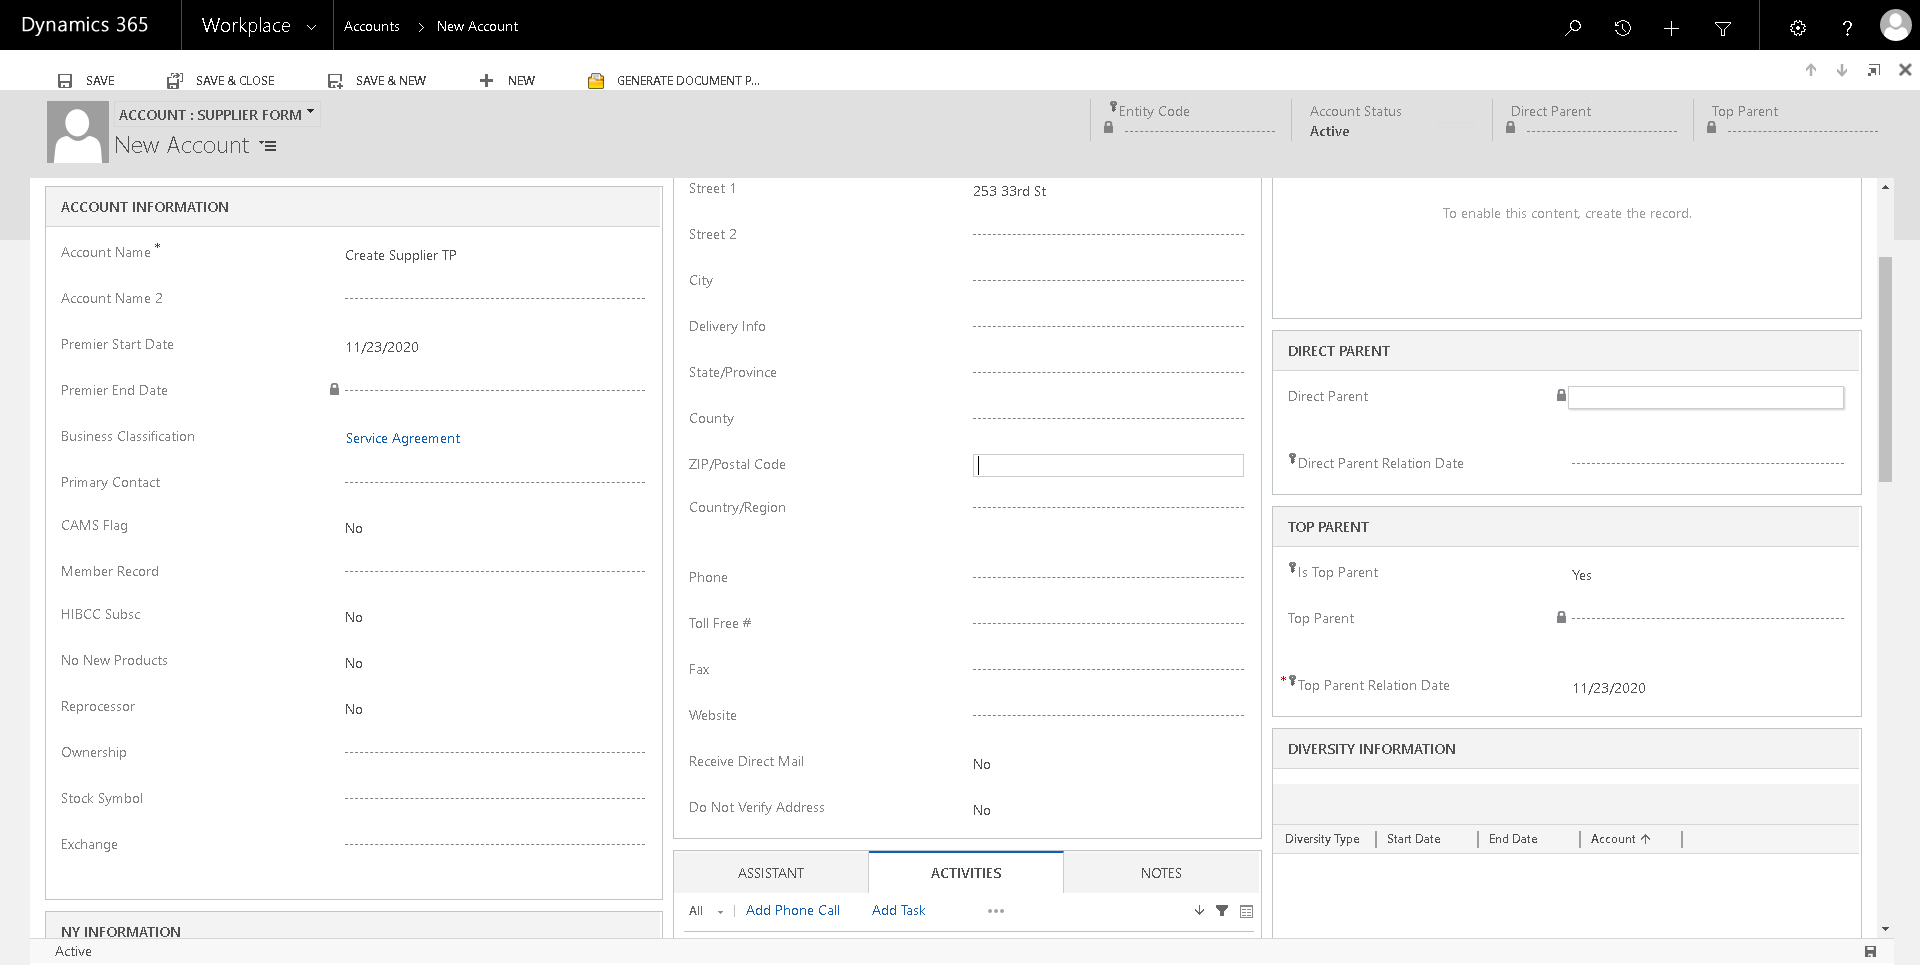 Dynamics 365
Workplace
Accounts > New Account
SAVE
SAVE & CLOSE
SAVE & NEW
NEW
GENERATE DOCUMENT P...
ACCOUNT : SUPPLIER FORM
New Account
Entity Code
Account Status
Active
Direct Parent
Top Parent
ACCOUNT INFORMATION
Account Name *
Create Supplier TP
Account Name 2
Premier Start Date
11/23/2020
Premier End Date
Business Classification
Service Agreement
Primary Contact
CAMS Flag
No
Member Record
HIBCC Subsc
No
No New Products
No
Reprocessor
No
Ownership
Stock Symbol
Exchange
NY INFORMATION
Street 1
253 33rd St
Street 2
City
Delivery Info
State/Province
County
ZIP/Postal Code
Country/Region
Phone
Toll Free #
Fax
Website
Receive Direct Mail
No
Do Not Verify Address
No
ASSISTANT
ACTIVITIES
NOTES
All
Add Phone Call
Add Task
To enable this content, create the record.
DIRECT PARENT
Direct Parent
Direct Parent Relation Date
TOP PARENT
Is Top Parent
Yes
Top Parent
* Top Parent Relation Date
11/23/2020
DIVERSITY INFORMATION
Diversity Type
Start Date
End Date
Account ↑
Active